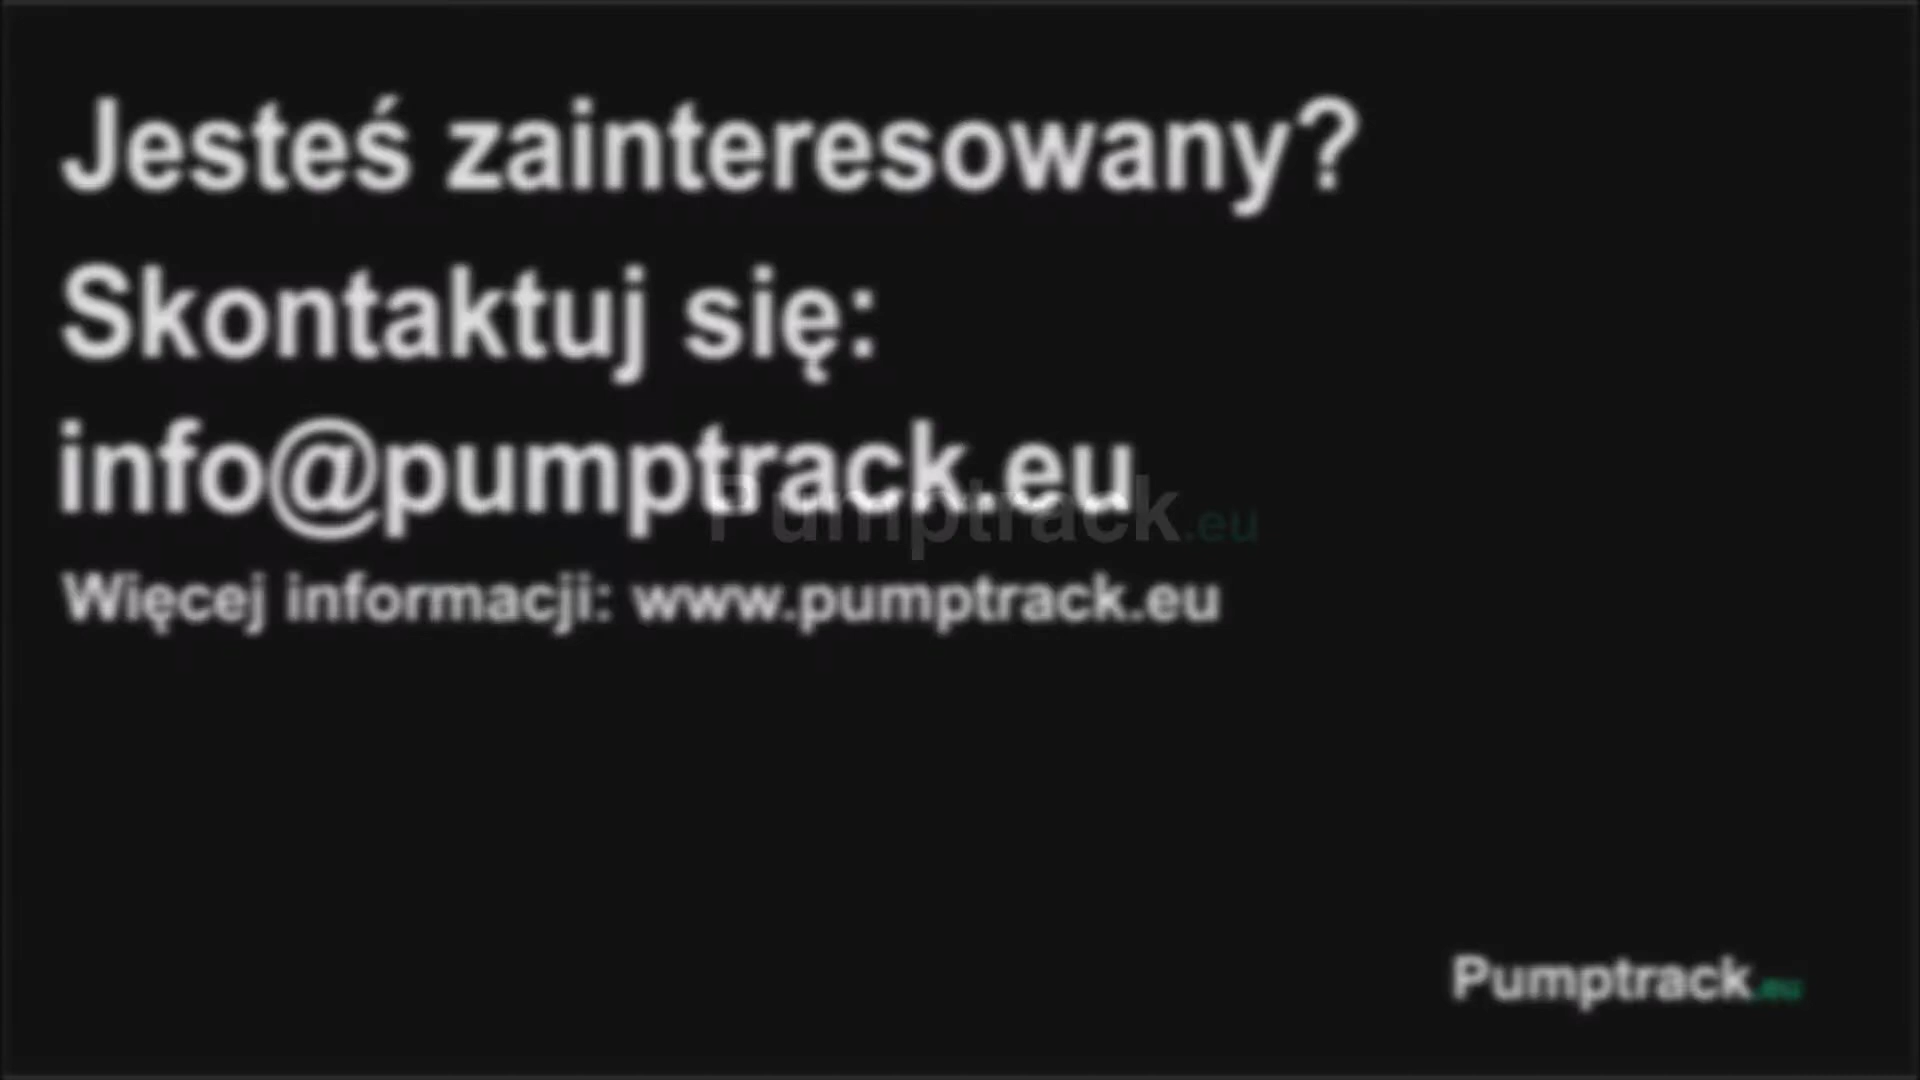 Jesteś zainteresowany?
Skontaktuj się:
info@pumptrack.eu
Pumptrack.eu
Więcej informacji: www.pumptrack.eu
Pumptrack.eu